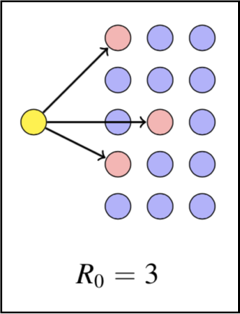 R₀ = 3